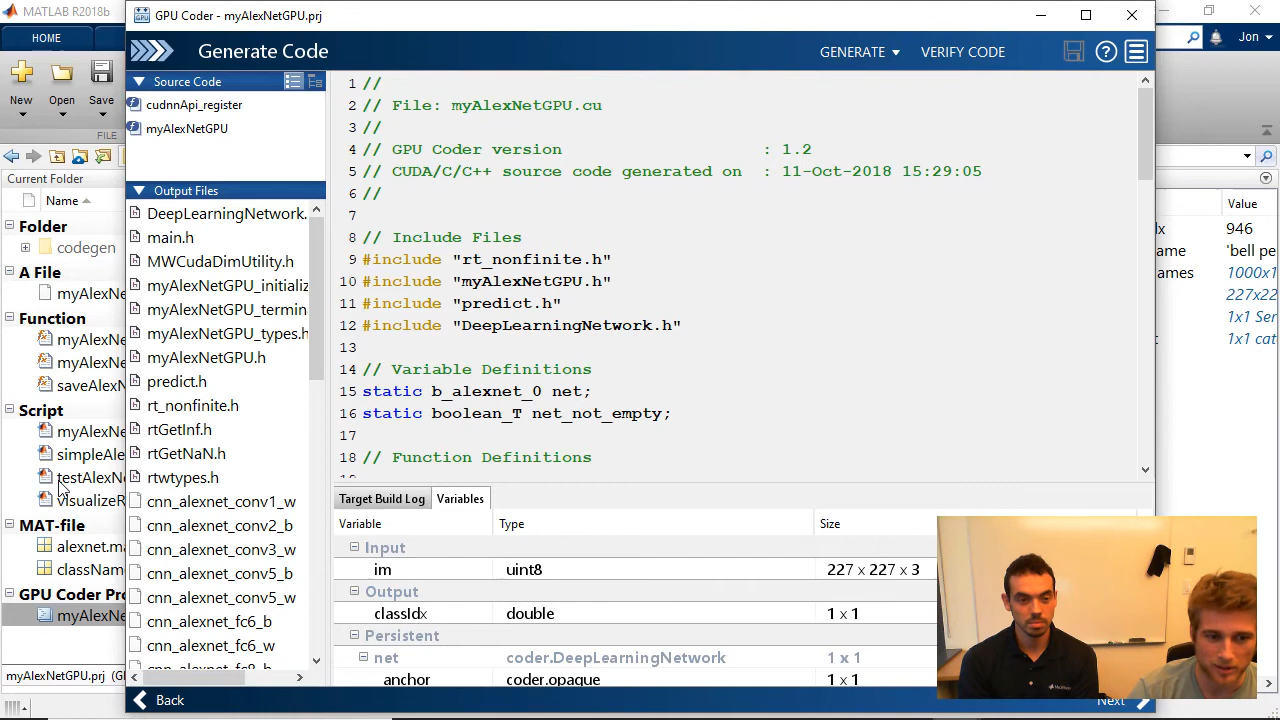 MATLAB R2018b
GPU Coder - myAlexNetGPU.prj
HOME
Generate Code
GENERATE
VERIFY CODE
Jon
New
Open
Save
FILE
Current Folder
Name
Folder
codegen
A File
myAlexNe
Function
myAlexNe
myAlexNe
saveAlexN
Script
myAlexNe
simpleAle
testAlexNe
visualizeR
MAT-file
alexnet.ma
className
GPU Coder Pro
myAlexNe
myAlexNetGPU.prj (GP
Source Code
cudnnApi_register
myAlexNetGPU
Output Files
DeepLearningNetwork.
main.h
MWCudaDimUtility.h
myAlexNetGPU_initializ
myAlexNetGPU_termin
myAlexNetGPU_types.h
myAlexNetGPU.h
predict.h
rt_nonfinite.h
rtGetInf.h
rtGetNaN.h
rtwtypes.h
cnn_alexnet_conv1_w
cnn_alexnet_conv2_b
cnn_alexnet_conv3_w
cnn_alexnet_conv5_b
cnn_alexnet_conv5_w
cnn_alexnet_fc6_b
cnn_alexnet_fc6_w
cnn_alexnet_fc8_b
1 //
2 // File: myAlexNetGPU.cu
3 //
4 // GPU Coder version : 1.2
5 // CUDA/C/C++ source code generated on : 11-Oct-2018 15:29:05
6 //
7
8 // Include Files
9 #include "rt_nonfinite.h"
10 #include "myAlexNetGPU.h"
11 #include "predict.h"
12 #include "DeepLearningNetwork.h"
13
14 // Variable Definitions
15 static b_alexnet_0 net;
16 static boolean_T net_not_empty;
17
18 // Function Definitions
Target Build Log
Variables
Variable Type Size
Input
im uint8 227 x 227 x 3
Output
classIdx double 1 x 1
Persistent
net coder.DeepLearningNetwork 1 x 1
anchor coder.opaque 1 x 1
Back
Next
Value
lx 946
ame 'bell pe
ames 1000x1
227x22
1x1 Ser
t 1x1 cat